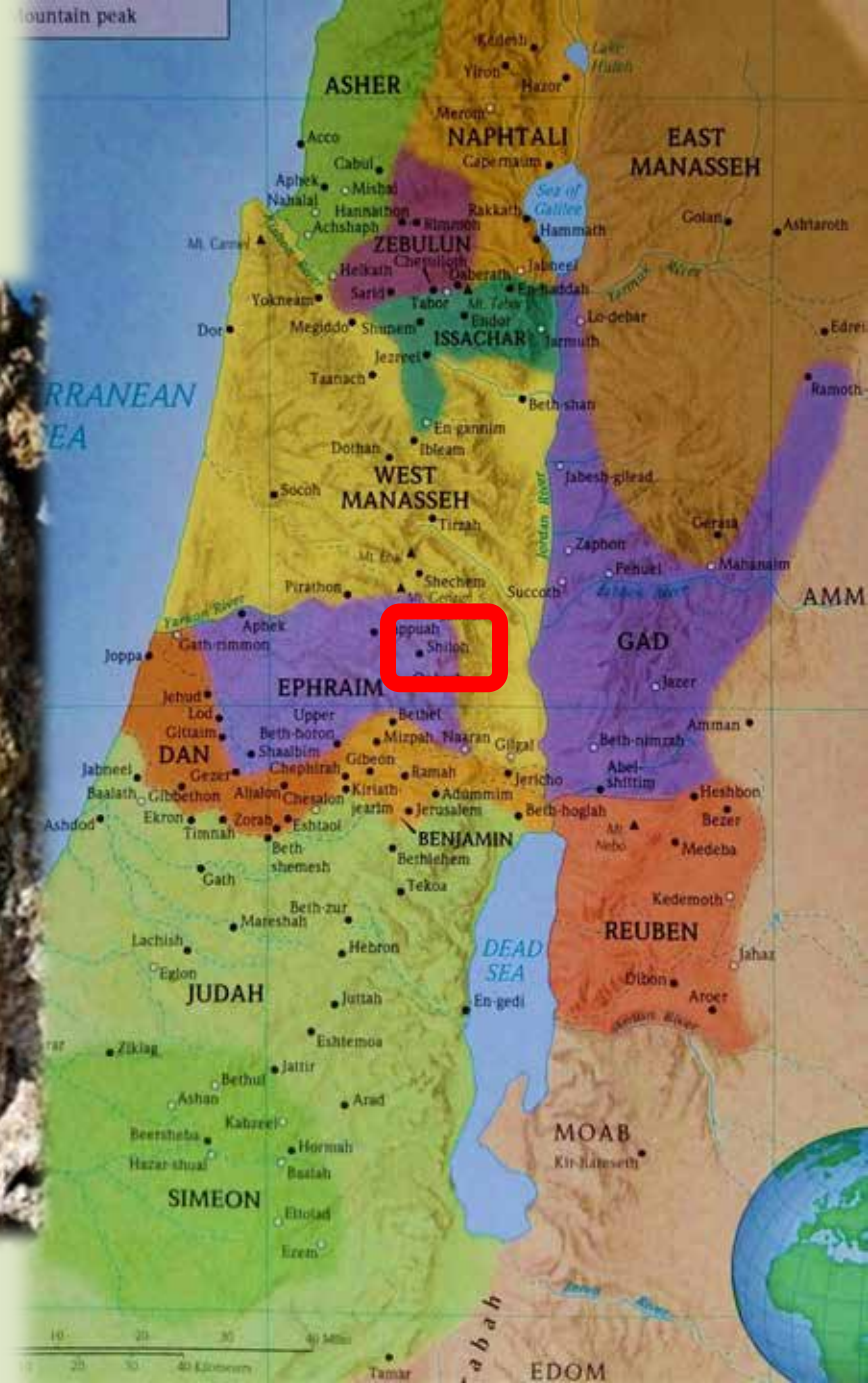 ountain peak
Kedesh
Lake
Huleh
Yiron
Hazor
ASHER
Merom
NAPHTALI
EAST
MANASSEH
Acco
Cabul
Capernaum
Aphek
Mishal
Sea of
Galilee
Nahalal
Hannathon
Rimmon
Rakkath
Golan
Ashtaroth
Achshaph
Hammath
Mt. Carmel
ZEBULUN
River
Chesulloth
Jabneel
Helkath
Daberath
Yarmuk River
Sarid
En-haddah
Yokneam
Tabor
Mt. Tabor
Megiddo
Shunem
Endor
Lo-debar
Dor
ISSACHAR
Jarmuth
Edrei
Jezreel
Taanach
Ramoth-
RRANEAN
EA
Beth-shan
En-gannim
Dothan
Ibleam
WEST
MANASSEH
Jabesh-gilead
Socoh
Jordan River
Tirzah
Gerasa
Mt. Ebal
Zaphon
Shechem
Penuel
Mahanaim
Pirathon
Succoth
AMM
Yarkon River
Aphek
appuah
Gath-rimmon
Shiloh
GAD
Joppa
EPHRAIM
Jazer
Jehud
Lod
Upper
Beth-horon
Bethel
Gittaim
Mizpah
Naaran
Gilgal
Beth-nimrah
Amman
DAN
Shaalbim
Gibeon
Jabneel
Gezer
Chephirah
Ramah
Jericho
Abel-
shittim
Baalath
Gibbethon
Aijalon
Chesalon
Kiriath-
jearim
Adummim
Heshbon
Ashdod
Ekron
Zorah
Eshtaol
Jerusalem
Beth-hoglah
Bezer
Timnah
BENJAMIN
Mt
Nebo
Beth
shemesh
Bethlehem
Medeba
Gath
Tekoa
Beth-zur
Kedemoth
Mareshah
REUBEN
Lachish
Hebron
DEAD
SEA
Jahaz
Eglon
Dibon
JUDAH
Juttah
En-gedi
Aroer
River
Eshtemoa
rar
Ziklag
Jattir
Bethul
Ashan
Arad
Kabzeel
MOAB
Beersheba
Hormah
Kir-hareseth
Hazar-shual
Baalah
SIMEON
Eltolad
Ezem
River
10 20 30 40 Miles
10 20 30 40 Kilometers
Tamar
rabah
EDOM